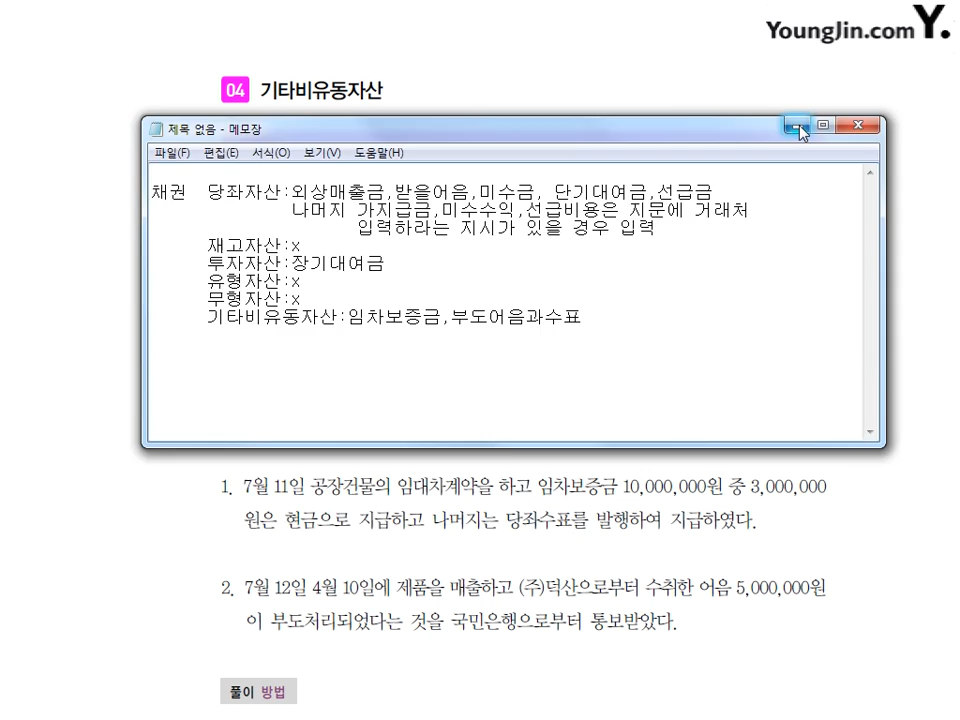 YoungJin.com Y.
04 기타비유동자산
제목 없음 - 메모장
파일(F) 편집(E) 서식(O) 보기(V) 도움말(H)
채권 당좌자산:외상매출금,받을어음,미수금, 단기대여금,선급금
나머지 가지급금,미수수익,선급비용은 지문에 거래처
입력하라는 지시가 있을 경우 입력
재고자산:x
투자자산:장기대여금
유형자산:x
무형자산:x
기타비유동자산:임차보증금,부도어음과수표
1. 7월 11일 공장건물의 임대차계약을 하고 임차보증금 10,000,000원 중 3,000,000
원은 현금으로 지급하고 나머지는 당좌수표를 발행하여 지급하였다.
2. 7월 12일 4월 10일에 제품을 매출하고 (주)덕산으로부터 수취한 어음 5,000,000원
이 부도처리되었다는 것을 국민은행으로부터 통보받았다.
풀이 방법